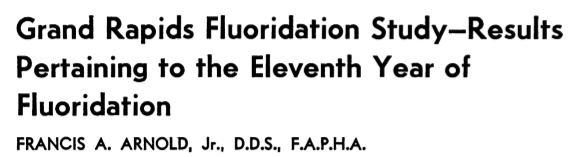 Grand Rapids Fluoridation Study—Results
Pertaining to the Eleventh Year of
Fluoridation
FRANCIS A. ARNOLD, Jr., D.D.S., F.A.P.H.A.